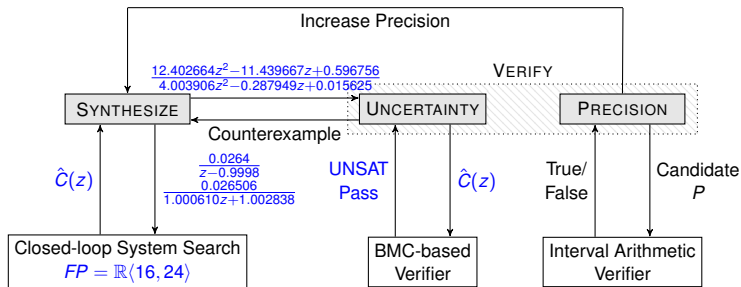 Increase Precision
12.402664z²−11.439667z+0.596756
4.003906z²−0.287949z+0.015625
VERIFY
SYNTHESIZE
UNCERTAINTY
PRECISION
Counterexample
Ĉ(z)
0.0264
z−0.9998
0.026506
1.000610z+1.002838
UNSAT
Pass
Ĉ(z)
True/
False
Candidate
P
Closed-loop System Search
FP = ℝ⟨16, 24⟩
BMC-based
Verifier
Interval Arithmetic
Verifier